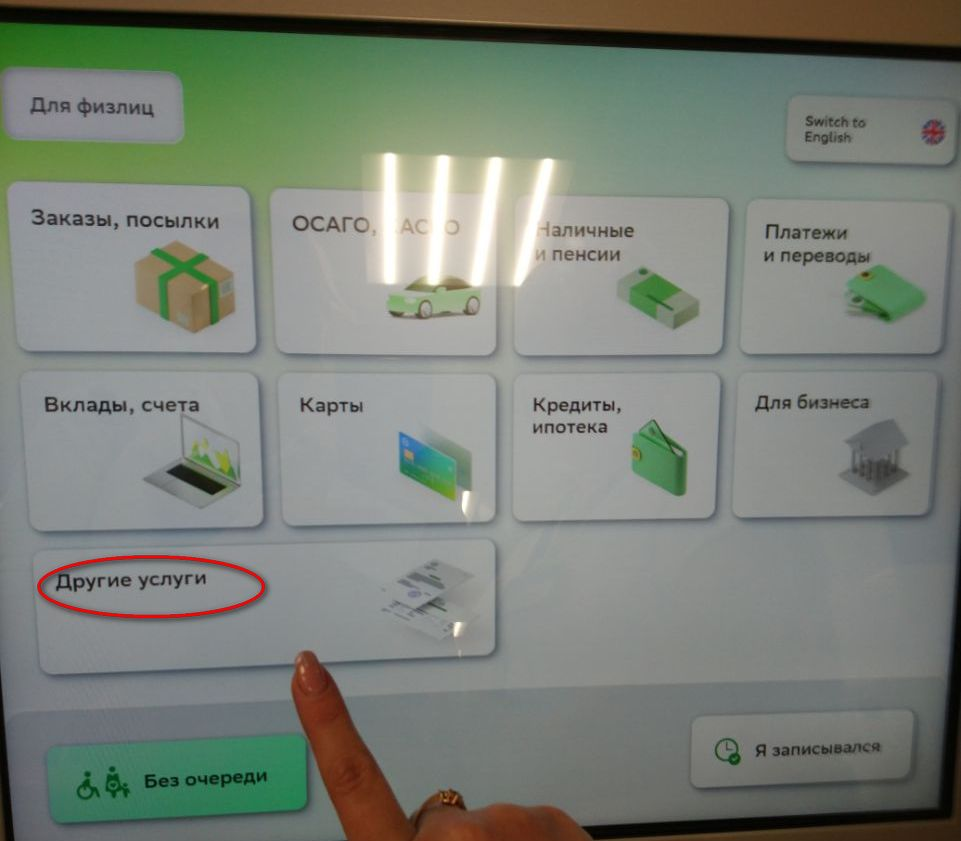 Для физлиц
Switch to
English
Заказы, посылки
ОСАГО, КАСКО
Наличные
и пенсии
Платежи
и переводы
Вклады, счета
Карты
Кредиты,
ипотека
Для бизнеса
Другие услуги
Без очереди
Я записывался